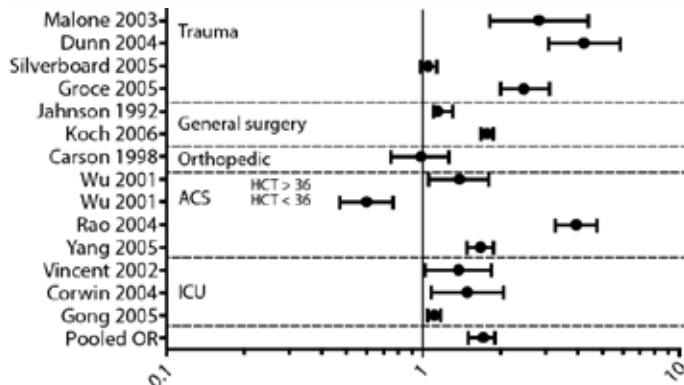 Malone 2003
Dunn 2004
Trauma
Silverboard 2005
Groce 2005
Jahnson 1992
General surgery
Koch 2006
Carson 1998 Orthopedic
Wu 2001 HCT > 36
Wu 2001 ACS HCT < 36
Rao 2004
Yang 2005
Vincent 2002
Corwin 2004 ICU
Gong 2005
Pooled OR
0.1 1 10